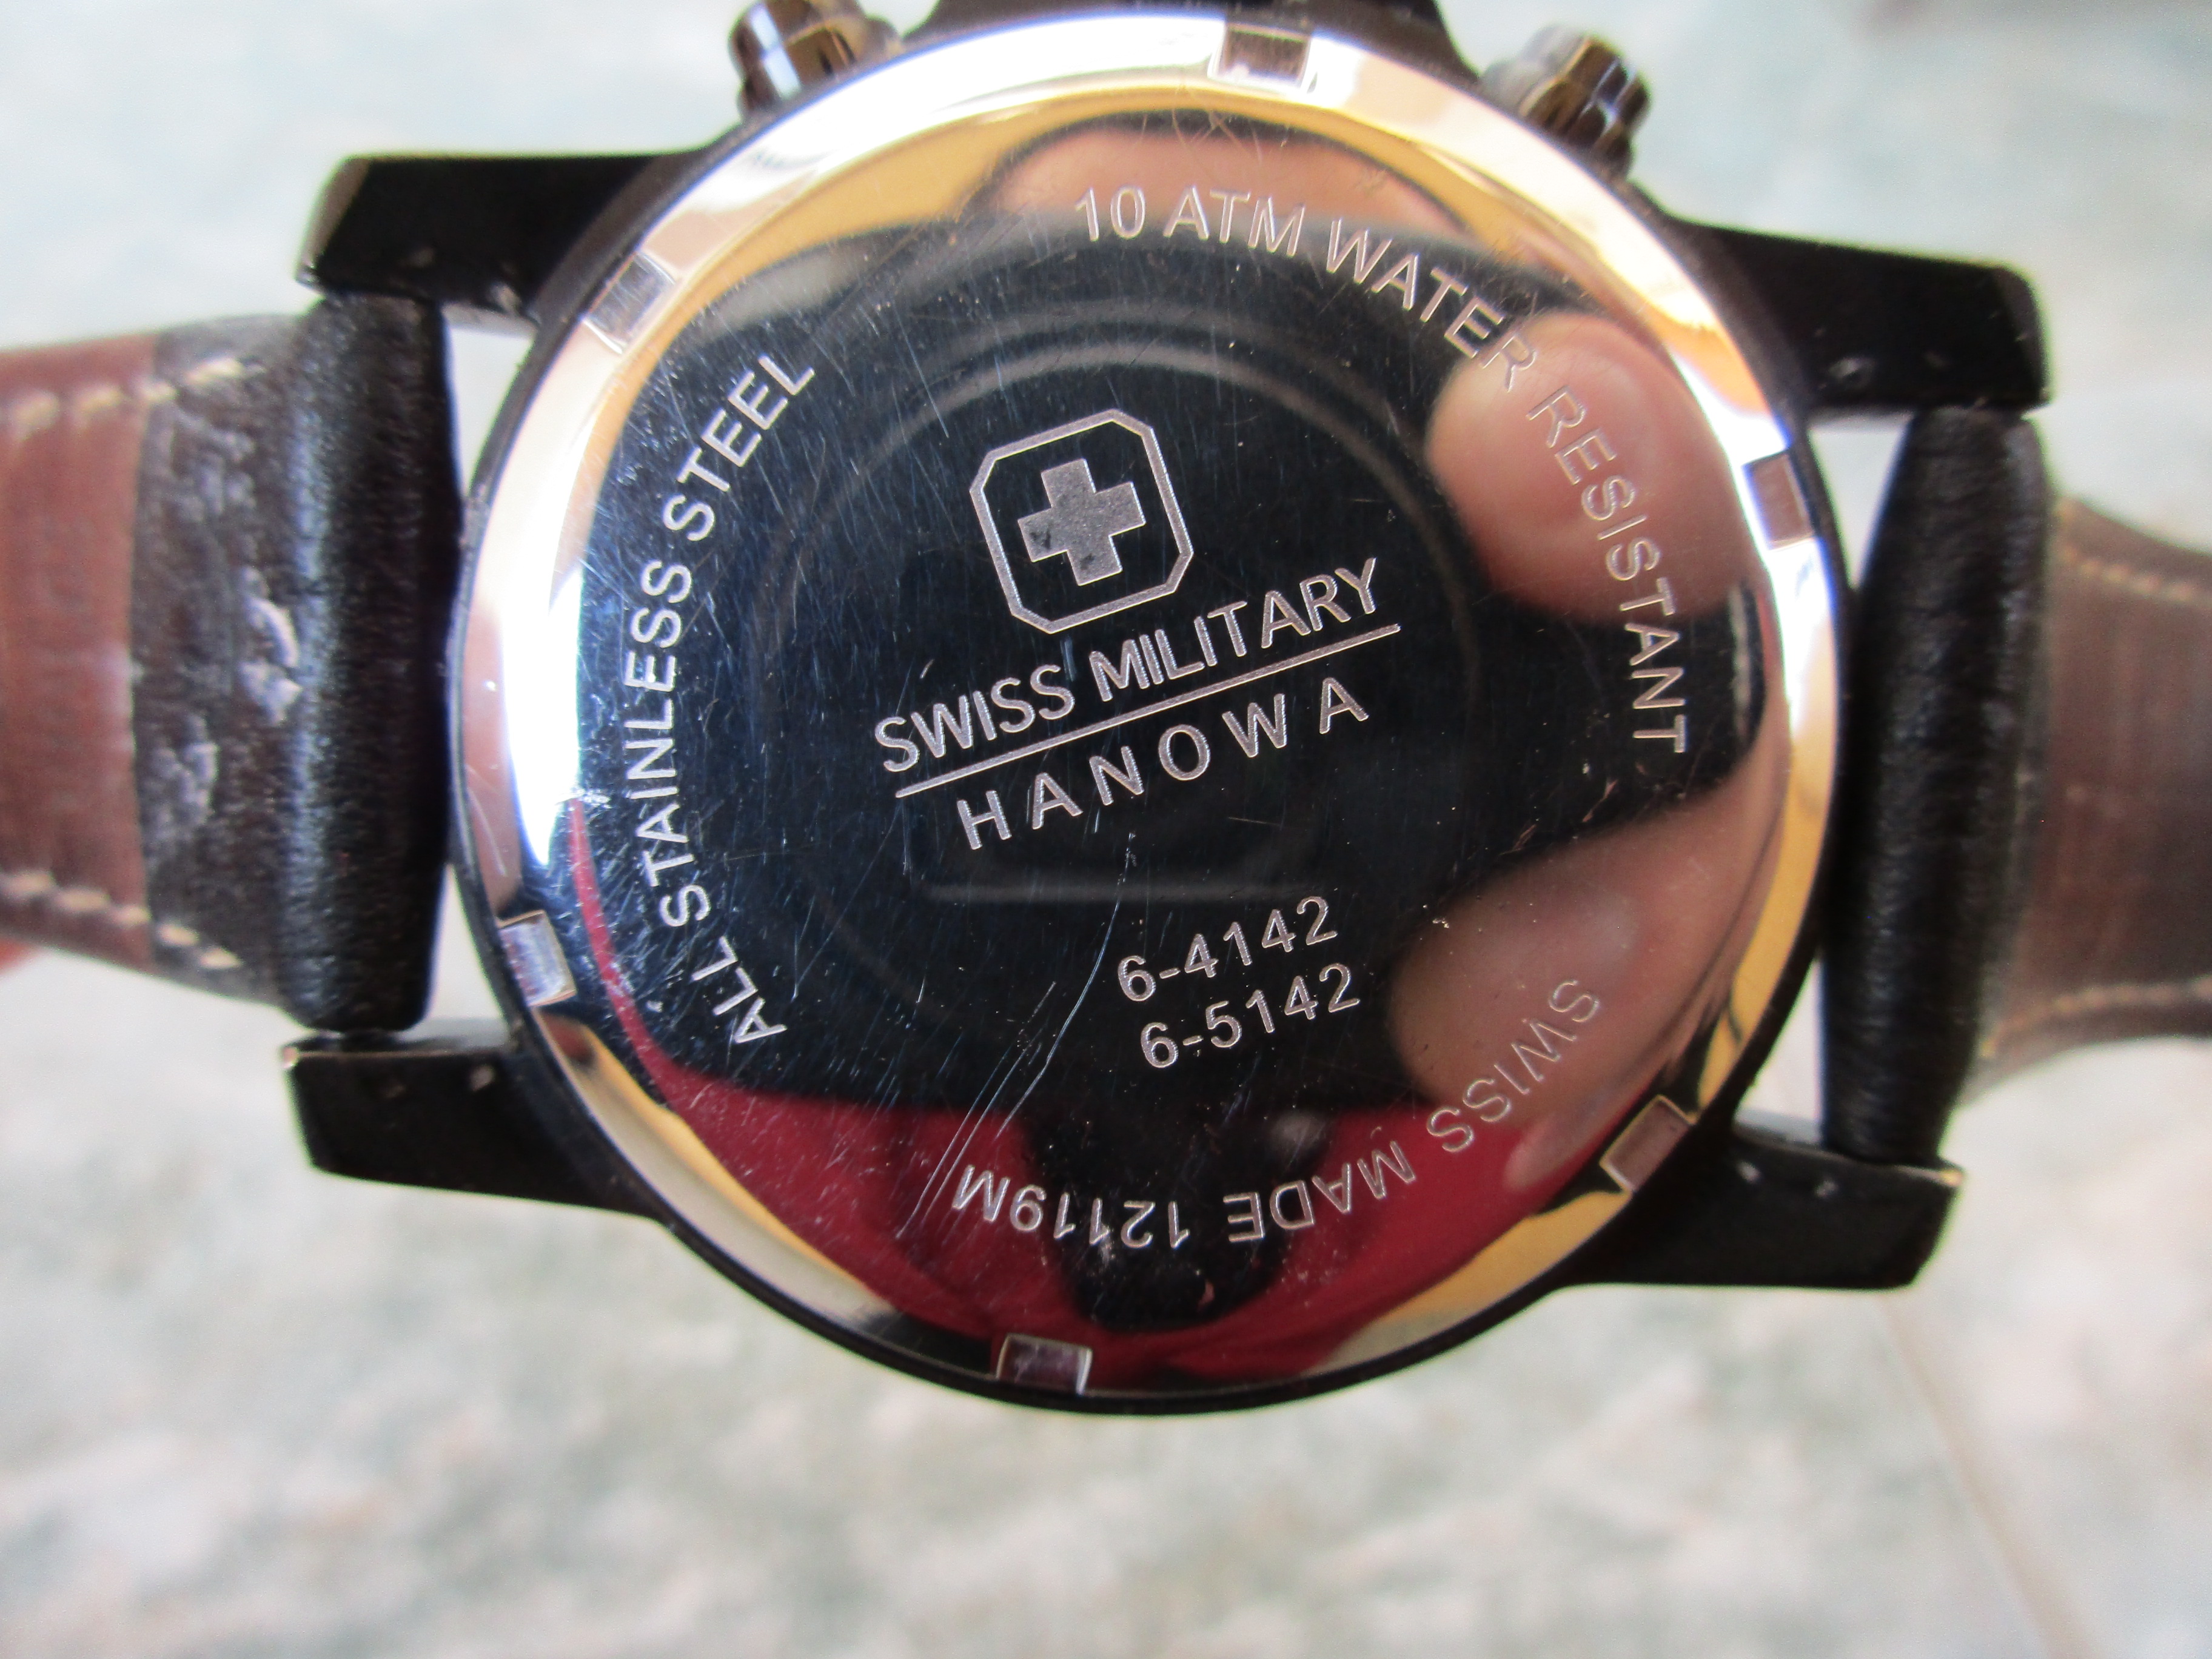 10 ATM WATER RESISTANT
ALL STAINLESS STEEL
SWISS MILITARY
HANOWA
6-4142
6-5142
SWISS MADE 12119M